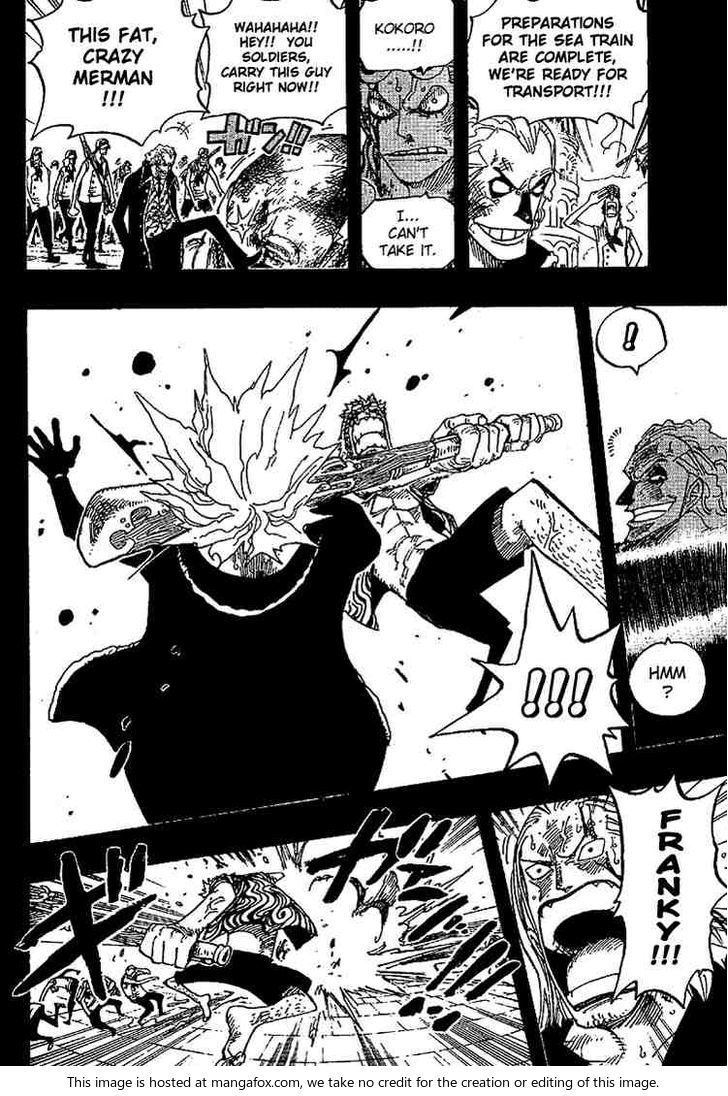 PREPARATIONS
FOR THE SEA TRAIN
ARE COMPLETE,
WE'RE READY FOR
TRANSPORT!!!
KOKORO
.....!!
I...
CAN'T
TAKE IT.
WAHAHAHA!!
HEY!! YOU
SOLDIERS,
CARRY THIS GUY
RIGHT NOW!!
THIS FAT,
CRAZY
MERMAN
!!!
ガン!!
!
HMM
?
!!!
FRANKY!!!
This image is hosted at mangafox.com, we take no credit for the creation or editing of this image.